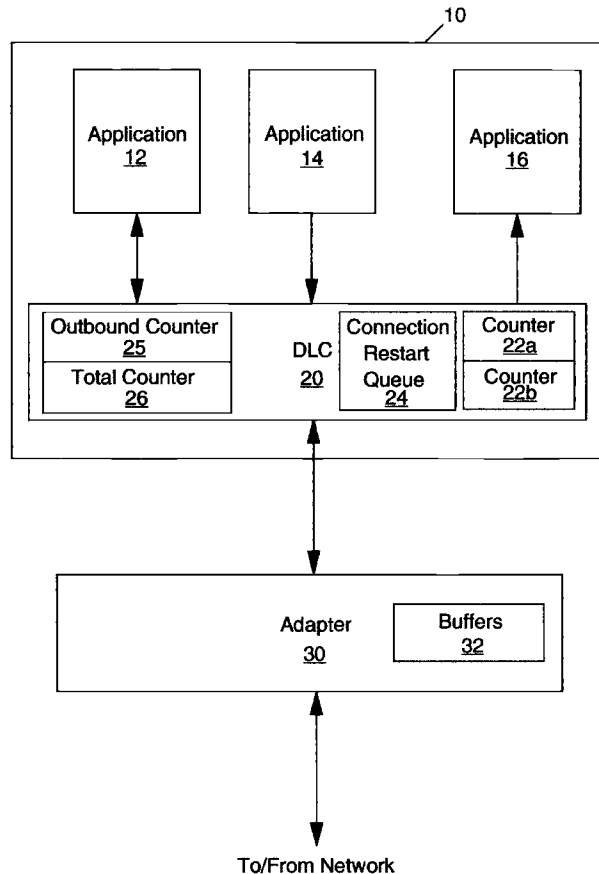 10
Application
12
Application
14
Application
16
Outbound Counter
25
Total Counter
26
DLC
20
Connection
Restart
Queue
24
Counter
22a
Counter
22b
Adapter
30
Buffers
32
To/From Network